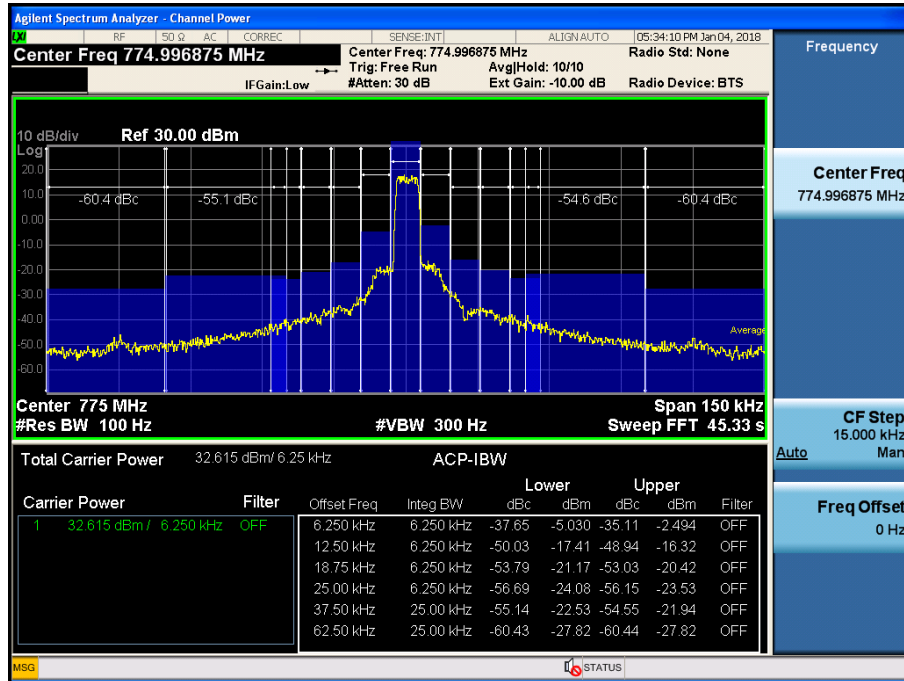 Agilent Spectrum Analyzer - Channel Power
LXI RF 50 Ω AC CORREC SENSE:INT ALIGN AUTO 05:34:10 PM Jan 04, 2018
Center Freq 774.996875 MHz
Center Freq: 774.996875 MHz Radio Std: None
Trig: Free Run Avg|Hold: 10/10
IFGain:Low #Atten: 30 dB Ext Gain: -10.00 dB Radio Device: BTS
Frequency
10 dB/div Ref 30.00 dBm
Log
20.0
10.0
-60.4 dBc -55.1 dBc -54.6 dBc -60.4 dBc
0.00
-10.0
-20.0
-30.0
-40.0
Average
-50.0
-60.0
Center 775 MHz Span 150 kHz
#Res BW 100 Hz #VBW 300 Hz Sweep FFT 45.33 s
Center Freq
774.996875 MHz
CF Step
15.000 kHz
Auto Man
Freq Offset
0 Hz
Total Carrier Power 32.615 dBm/ 6.25 kHz ACP-IBW
Lower Upper
Carrier Power Filter Offset Freq Integ BW dBc dBm dBc dBm Filter
1 32.615 dBm / 6.250 kHz OFF 6.250 kHz 6.250 kHz -37.65 -5.030 -35.11 -2.494 OFF
12.50 kHz 6.250 kHz -50.03 -17.41 -48.94 -16.32 OFF
18.75 kHz 6.250 kHz -53.79 -21.17 -53.03 -20.42 OFF
25.00 kHz 6.250 kHz -56.69 -24.08 -56.15 -23.53 OFF
37.50 kHz 25.00 kHz -55.14 -22.53 -54.55 -21.94 OFF
62.50 kHz 25.00 kHz -60.43 -27.82 -60.44 -27.82 OFF
MSG STATUS